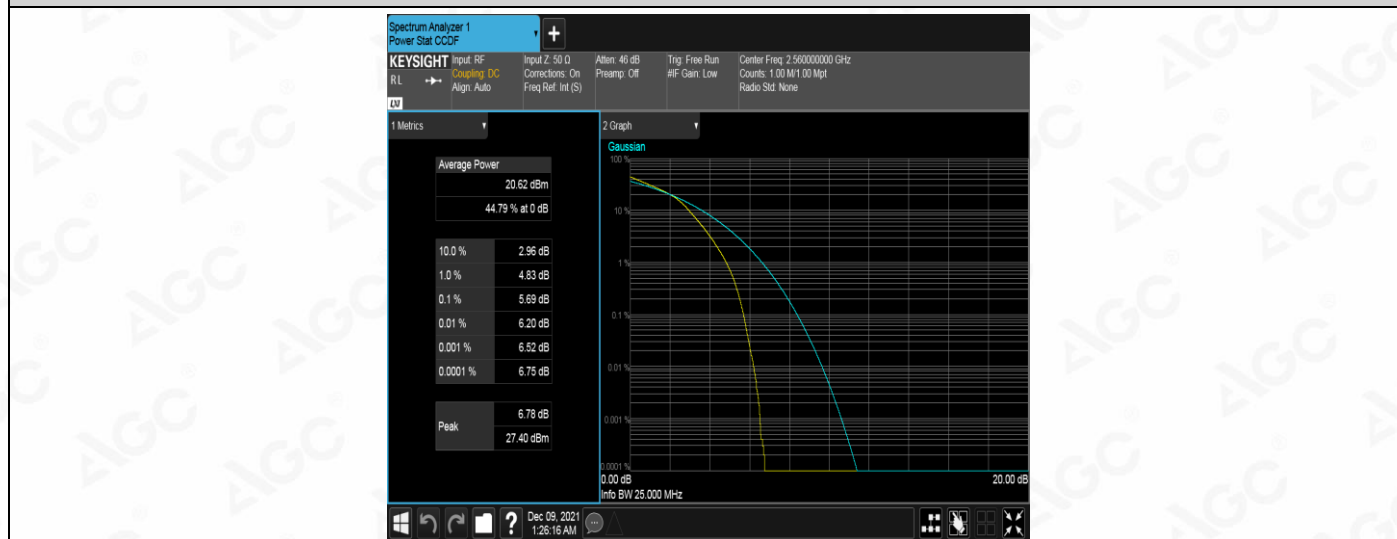 Spectrum Analyzer 1
Power Stat CCDF
+
KEYSIGHT
RL
LXI
Input: RF
Coupling: DC
Align: Auto
Input Z: 50 Ω
Corrections: On
Freq Ref: Int (S)
Atten: 46 dB
Preamp: Off
Trig: Free Run
#IF Gain: Low
Center Freq: 2.560000000 GHz
Counts: 1.00 M/1.00 Mpt
Radio Std: None
1 Metrics
Average Power
20.62 dBm
44.79 % at 0 dB
10.0 % 2.96 dB
1.0 % 4.83 dB
0.1 % 5.69 dB
0.01 % 6.20 dB
0.001 % 6.52 dB
0.0001 % 6.75 dB
Peak
6.78 dB
27.40 dBm
2 Graph
Gaussian
100 %
10 %
1 %
0.1 %
0.01 %
0.001 %
0.0001 %
0.00 dB
20.00 dB
Info BW 25.000 MHz
?
Dec 09, 2021
1:26:16 AM
AGC